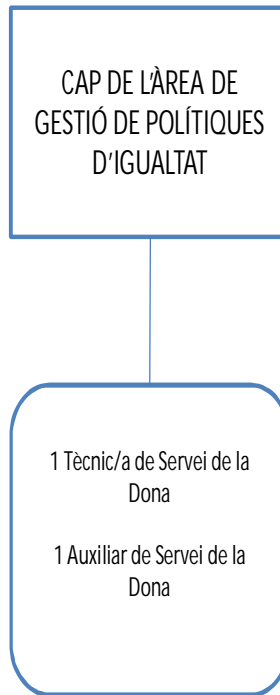 CAP DE L'ÀREA DE
GESTIÓ DE POLÍTIQUES
D'IGUALTAT
1 Tècnic/a de Servei de la
Dona
1 Auxiliar de Servei de la
Dona